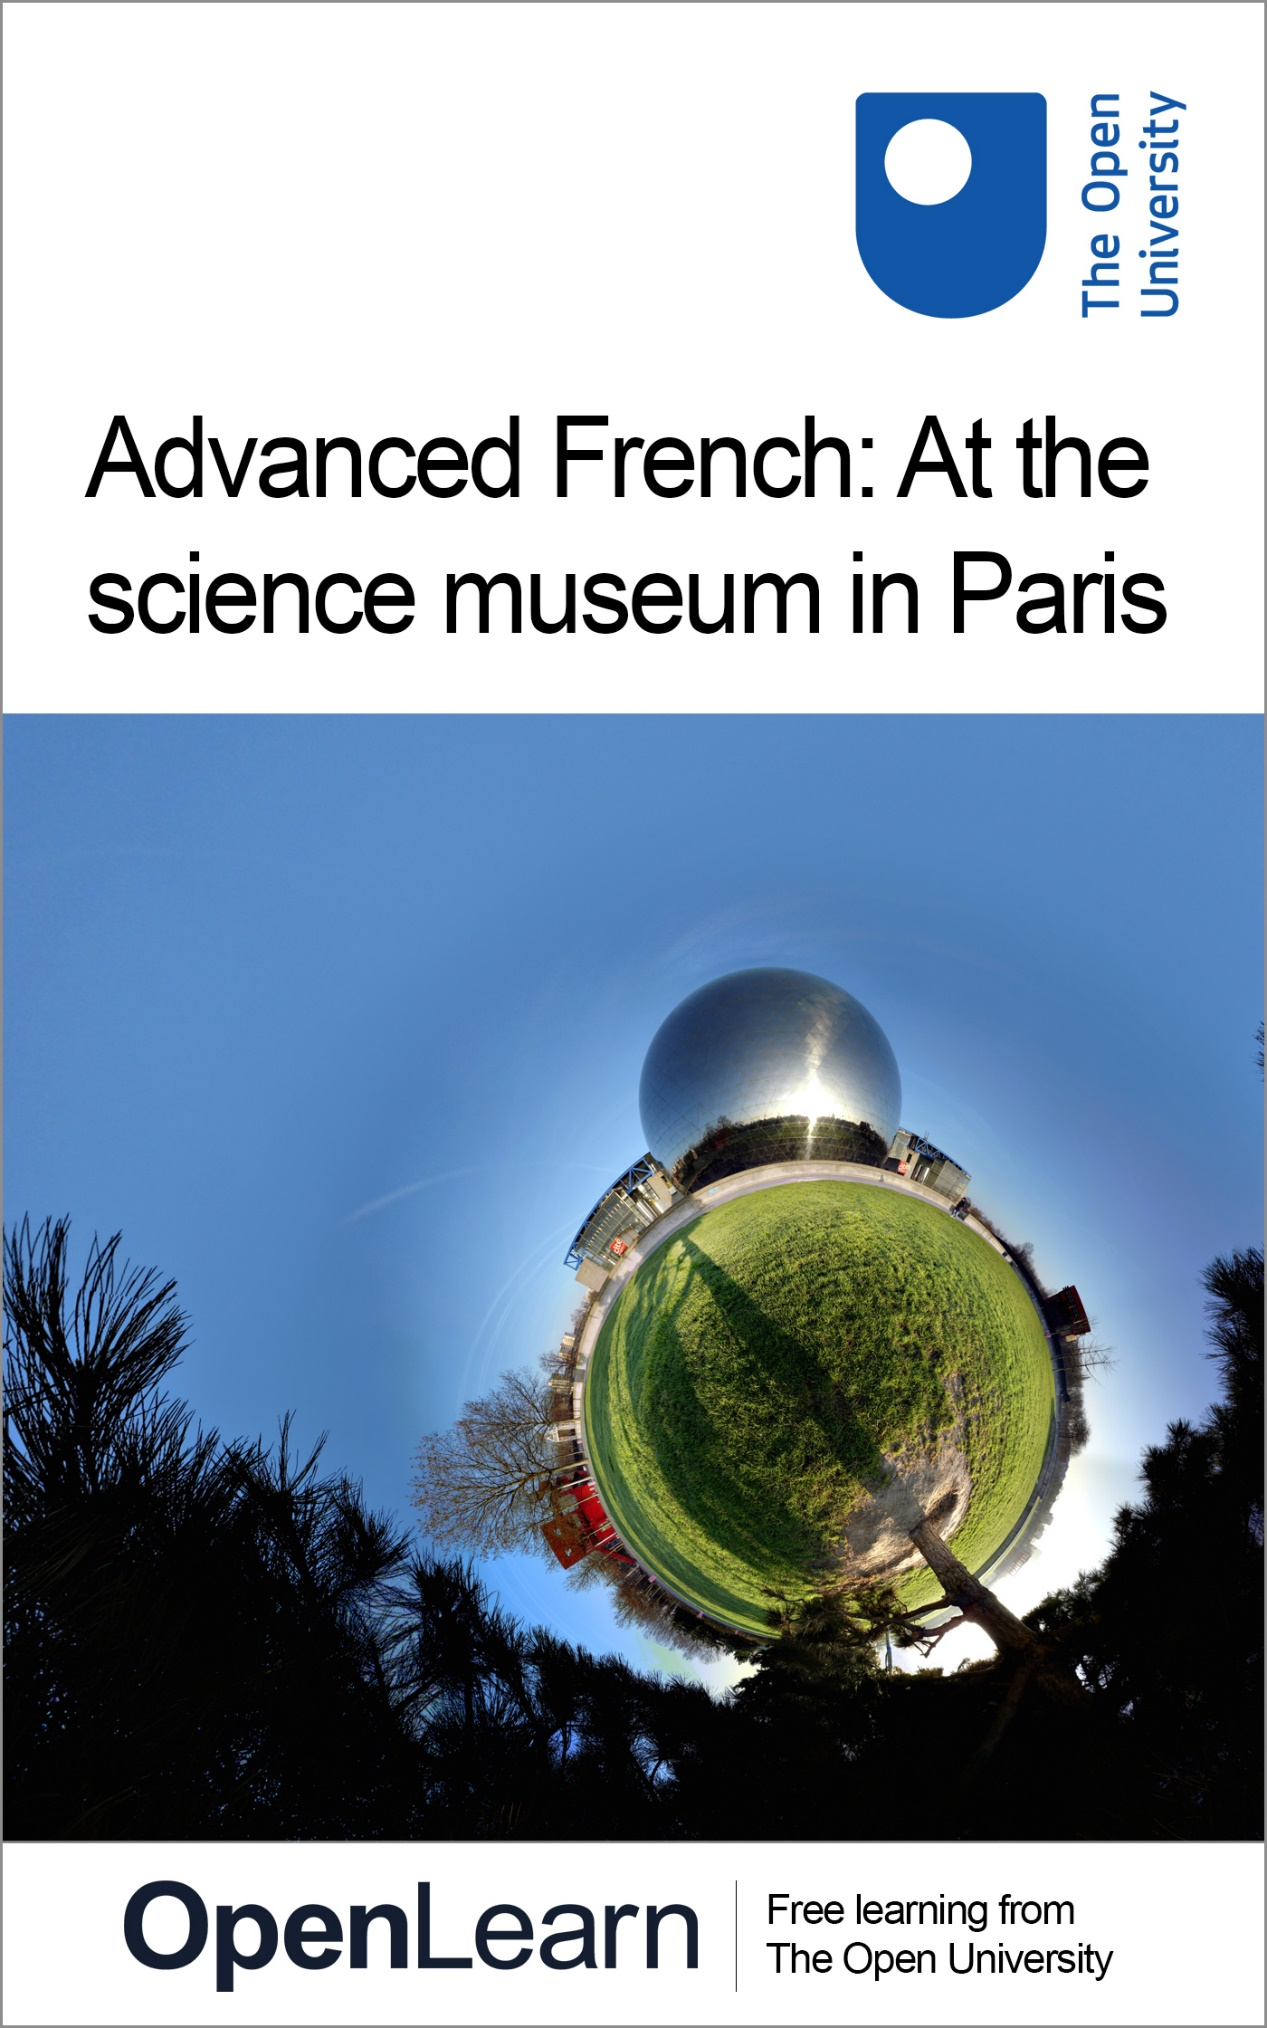 The Open
University
Advanced French: At the
science museum in Paris
OpenLearn
Free learning from
The Open University